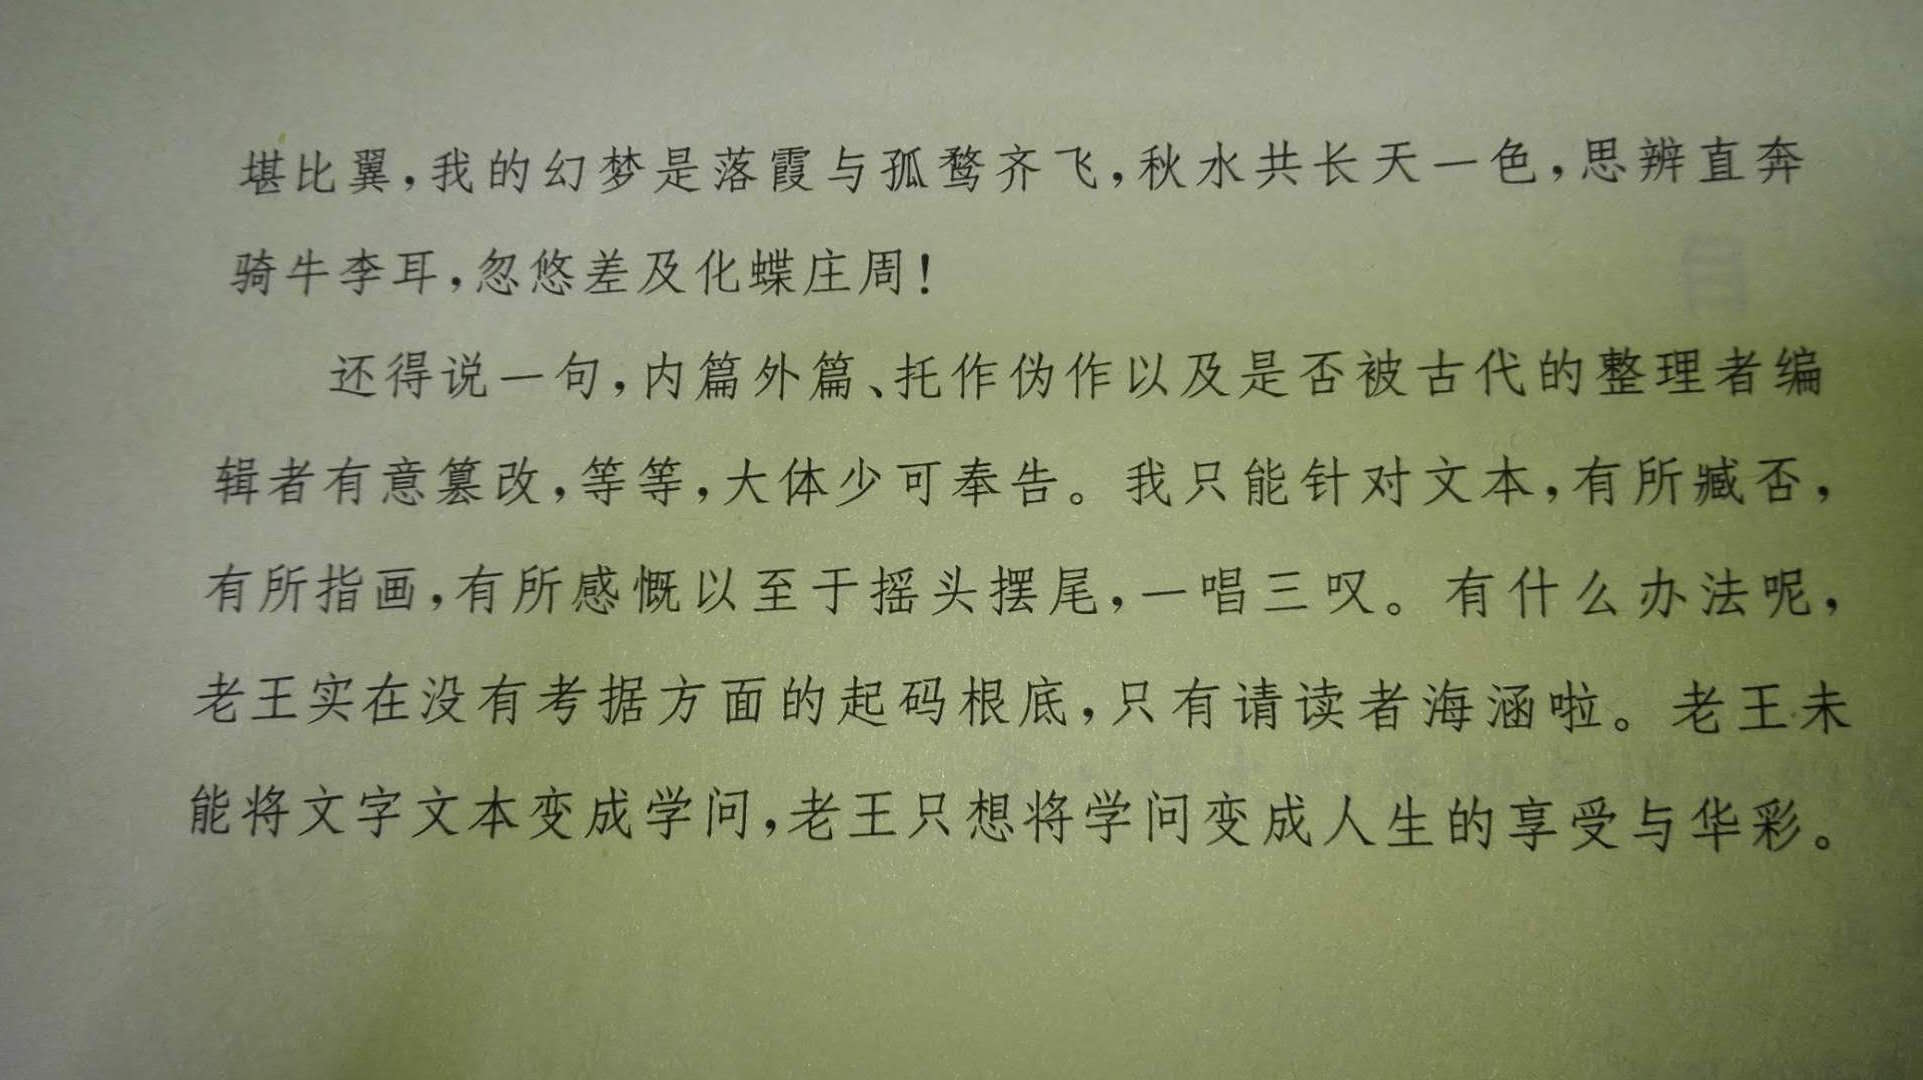 堪比翼，我的幻梦是落霞与孤鹜齐飞，秋水共长天一色，思辨直奔
骑牛李耳，忽悠差及化蝶庄周！
还得说一句，内篇外篇、托作伪作以及是否被古代的整理者编
辑者有意篡改，等等，大体少可奉告。我只能针对文本，有所臧否，
有所指画，有所感慨以至于摇头摆尾，一唱三叹。有什么办法呢，
老王实在没有考据方面的起码根底，只有请读者海涵啦。老王未
能将文字文本变成学问，老王只想将学问变成人生的享受与华彩。